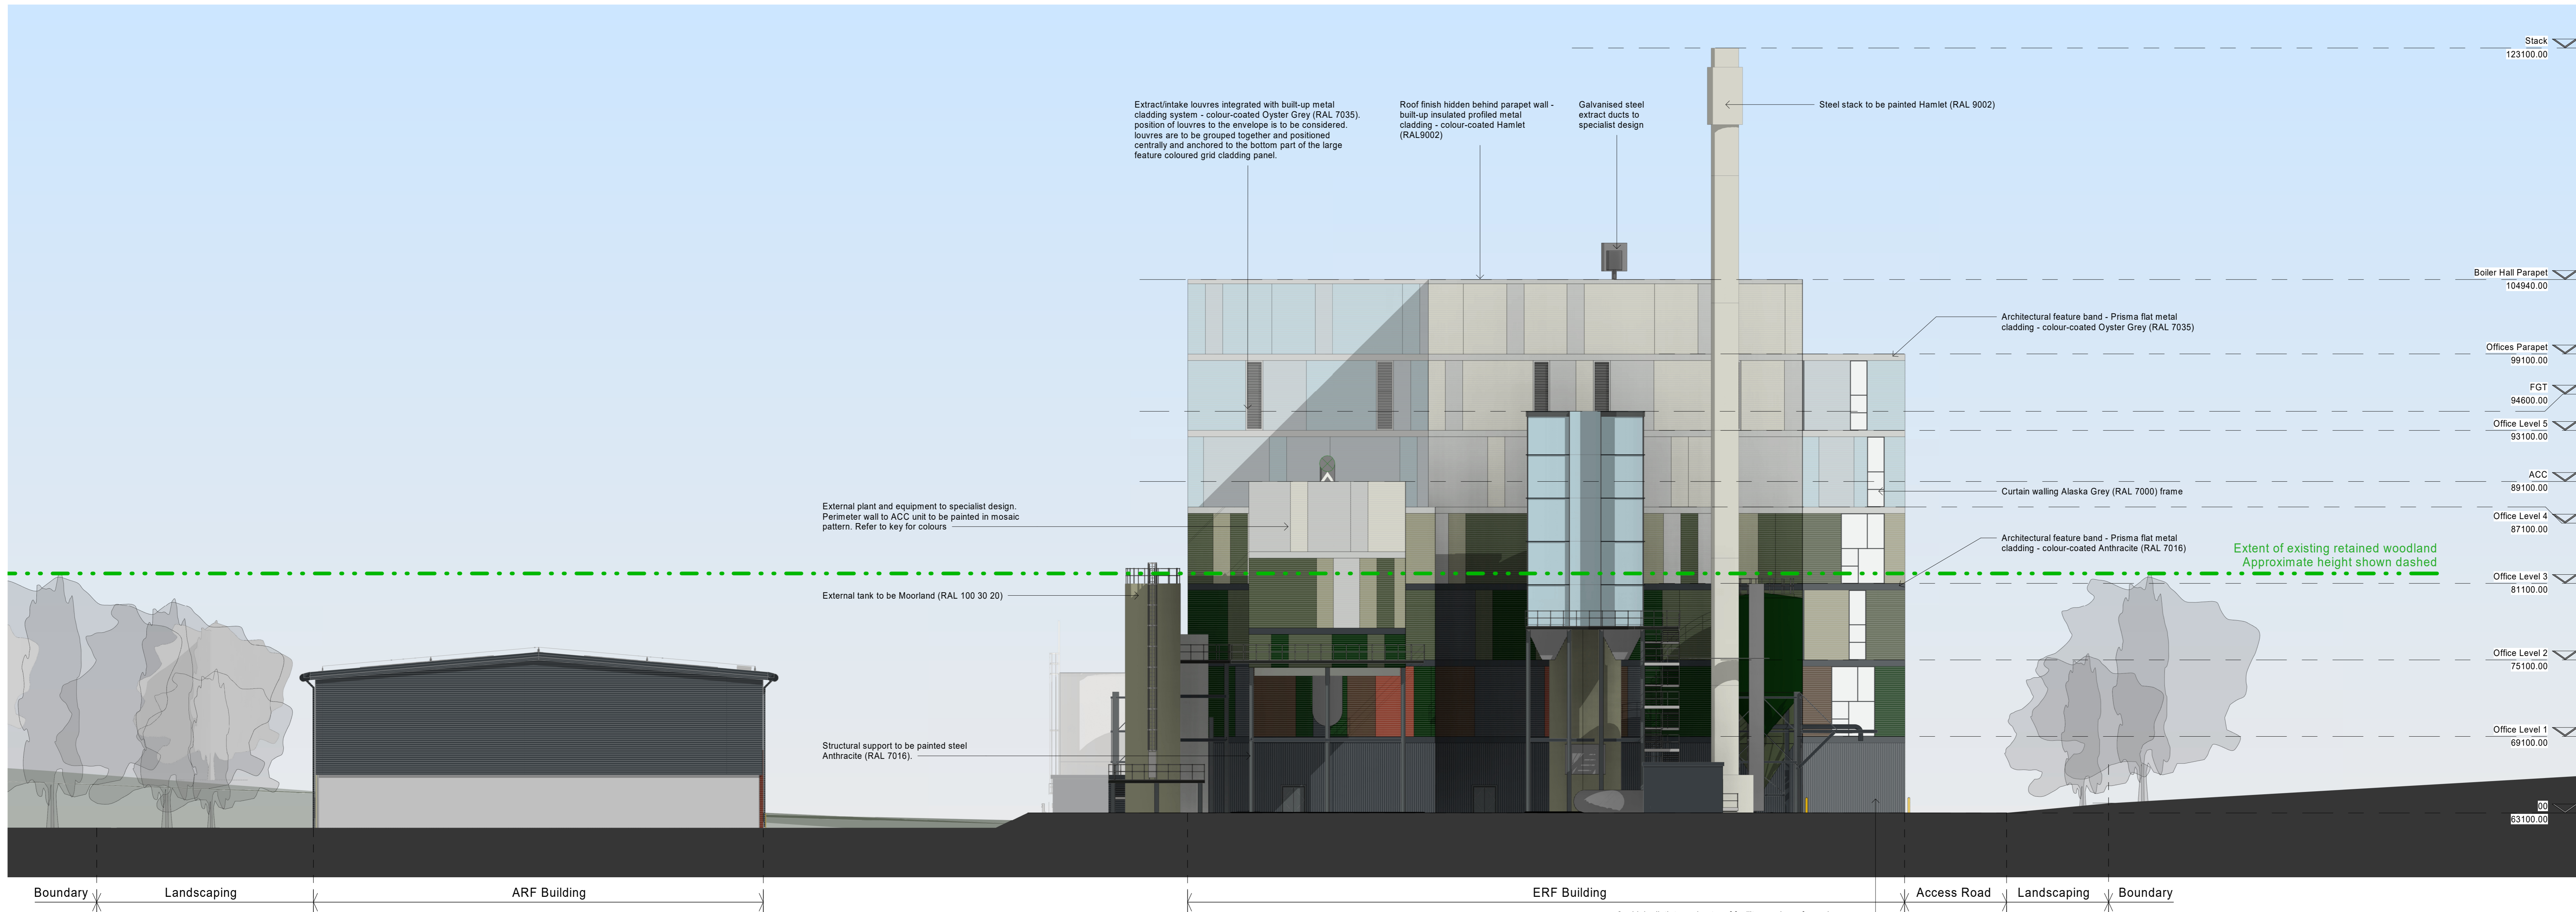 Stack
123100.00
Extract/intake louvres integrated with built-up metal
cladding system - colour-coated Oyster Grey (RAL 7035).
position of louvres to the envelope is to be considered.
louvres are to be grouped together and positioned
centrally and anchored to the bottom part of the large
feature coloured grid cladding panel.
Roof finish hidden behind parapet wall -
built-up insulated profiled metal
cladding - colour-coated Hamlet
(RAL9002)
Galvanised steel
extract ducts to
specialist design
Steel stack to be painted Hamlet (RAL 9002)
Boiler Hall Parapet
104940.00
Architectural feature band - Prisma flat metal
cladding - colour-coated Oyster Grey (RAL 7035)
Offices Parapet
99100.00
FGT
94600.00
Office Level 5
93100.00
ACC
89100.00
Curtain walling Alaska Grey (RAL 7000) frame
External plant and equipment to specialist design.
Perimeter wall to ACC unit to be painted in mosaic
pattern. Refer to key for colours
Office Level 4
87100.00
Architectural feature band - Prisma flat metal
cladding - colour-coated Anthracite (RAL 7016)
Extent of existing retained woodland
Approximate height shown dashed
Office Level 3
81100.00
External tank to be Moorland (RAL 100 30 20)
Office Level 2
75100.00
Office Level 1
69100.00
Structural support to be painted steel
Anthracite (RAL 7016).
00
63100.00
Boundary
Landscaping
ARF Building
ERF Building
Access Road
Landscaping
Boundary